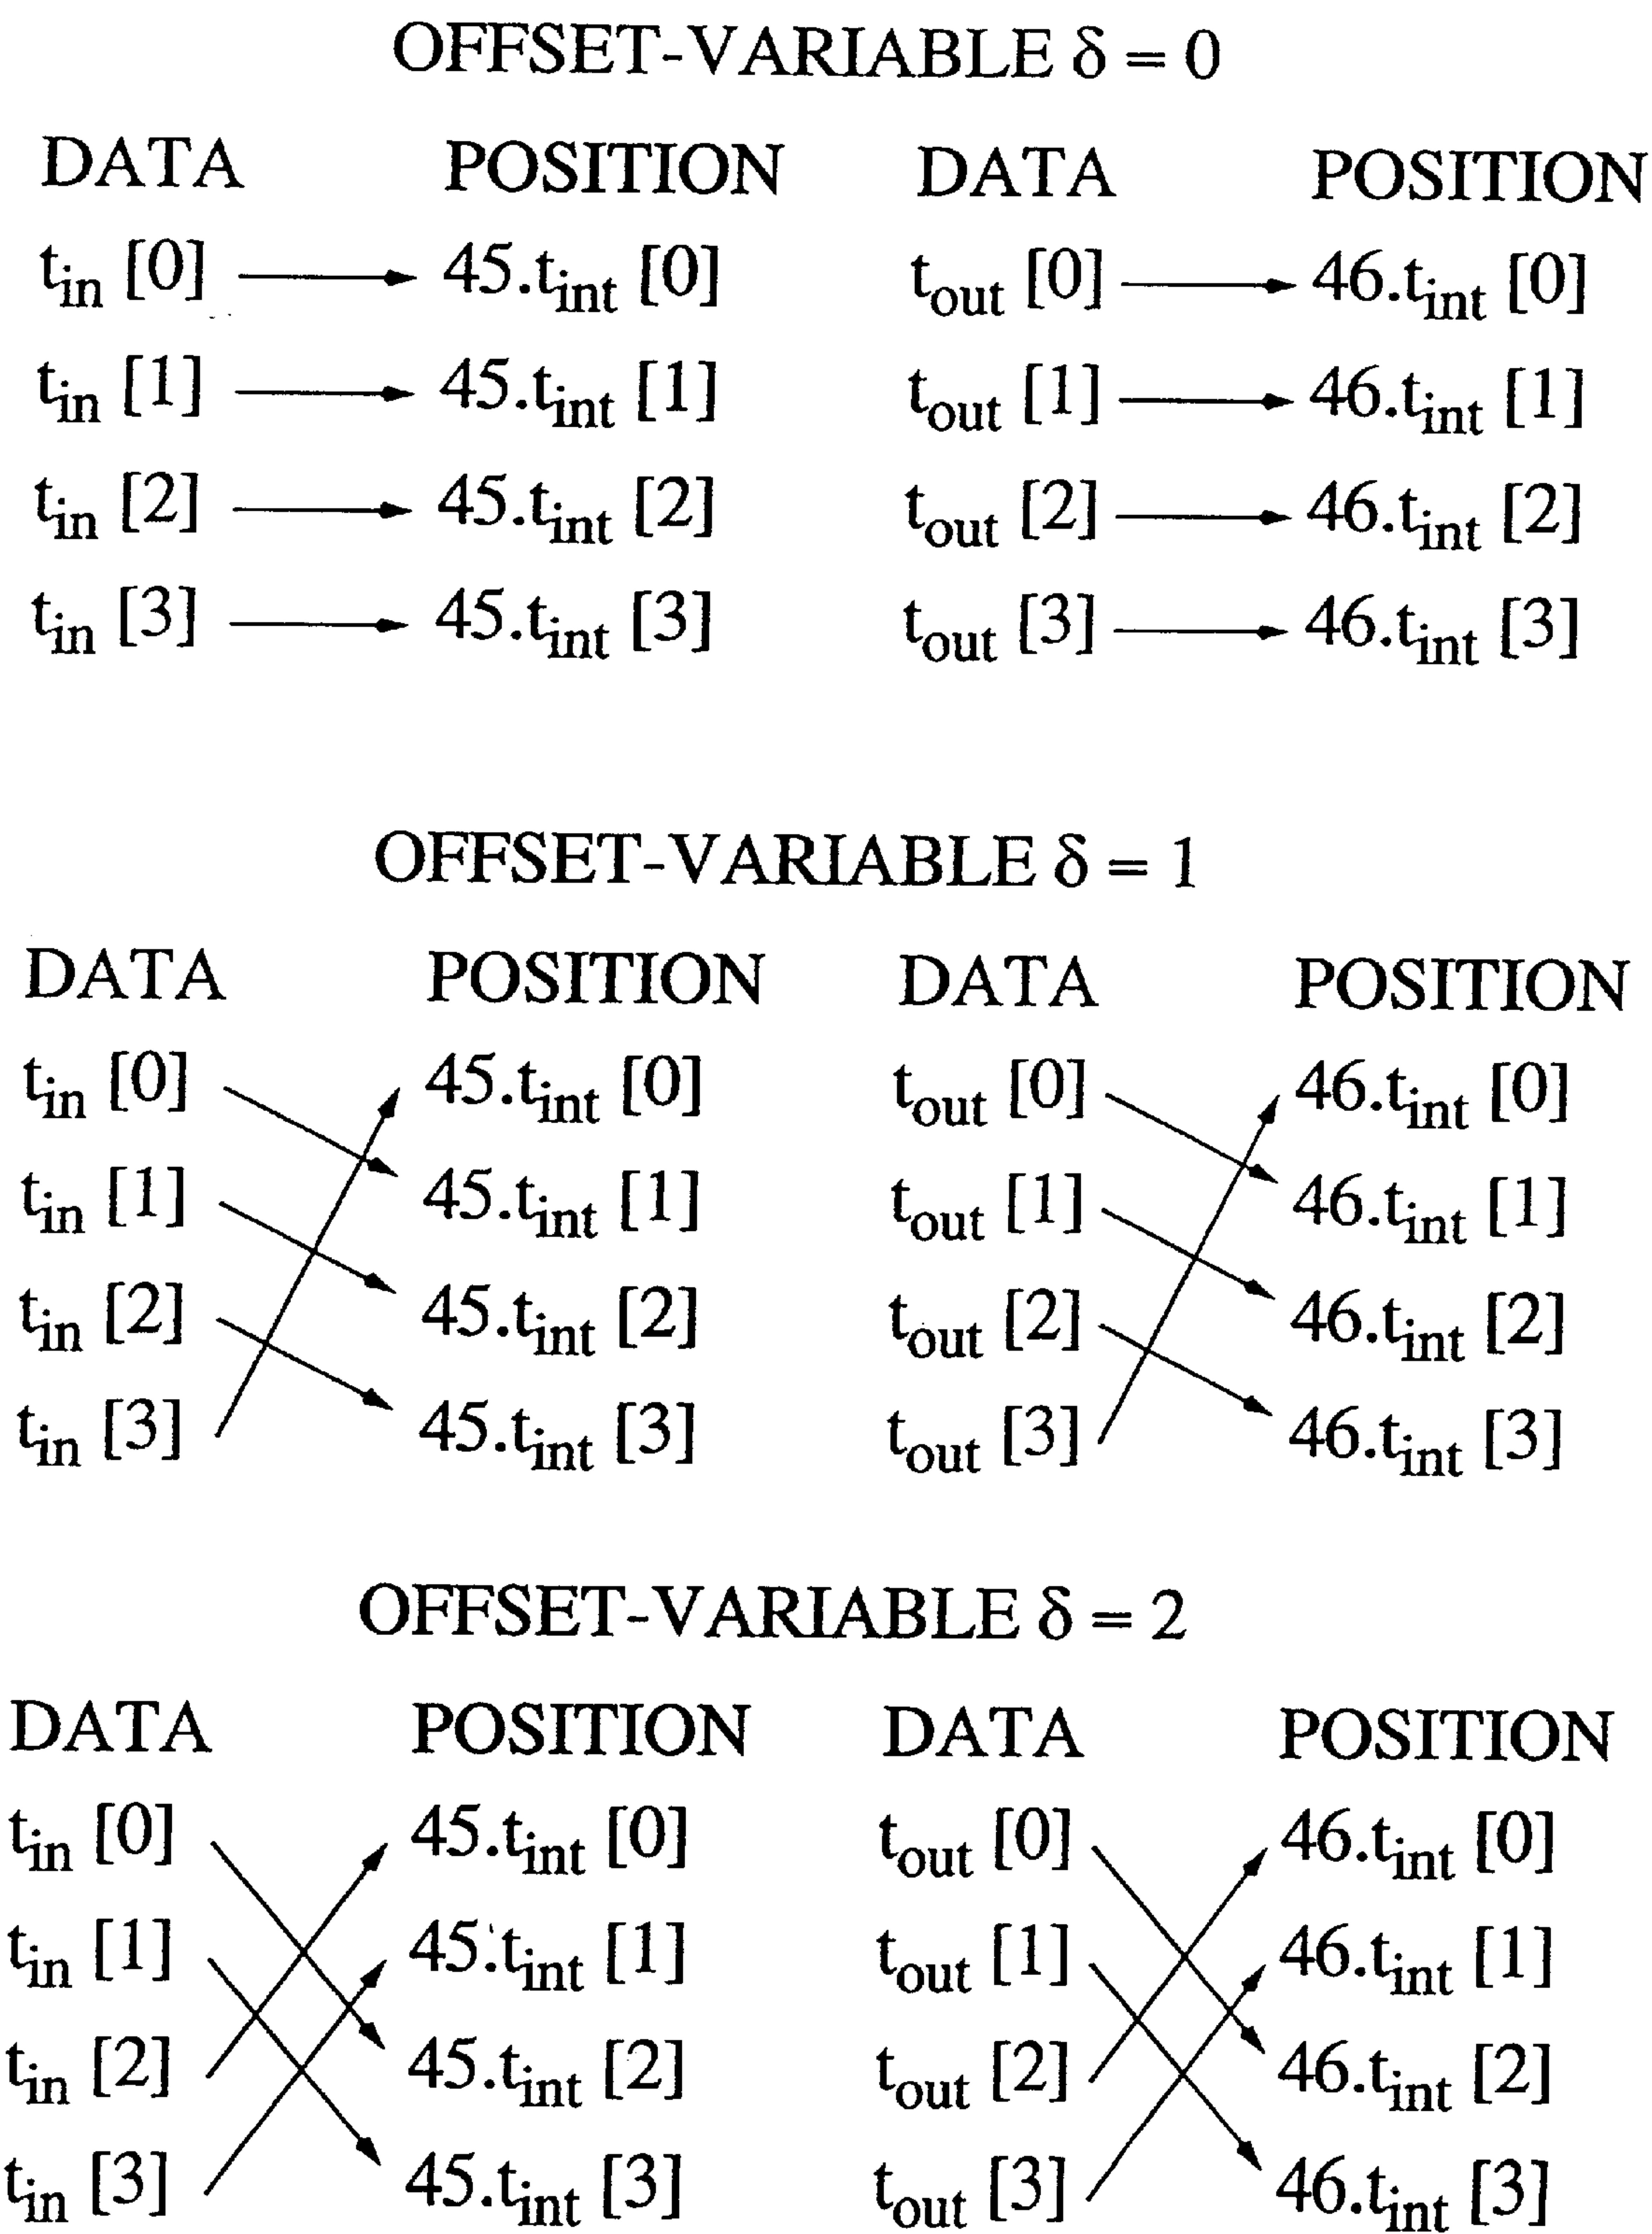 OFFSET-VARIABLE δ = 0
DATA POSITION DATA POSITION
tin [0] 45.tint [0] tout [0] 46.tint [0]
tin [1] 45.tint [1] tout [1] 46.tint [1]
tin [2] 45.tint [2] tout [2] 46.tint [2]
tin [3] 45.tint [3] tout [3] 46.tint [3]
OFFSET-VARIABLE δ = 1
DATA POSITION DATA POSITION
tin [0] 45.tint [0] tout [0] 46.tint [0]
tin [1] 45.tint [1] tout [1] 46.tint [1]
tin [2] 45.tint [2] tout [2] 46.tint [2]
tin [3] 45.tint [3] tout [3] 46.tint [3]
OFFSET-VARIABLE δ = 2
DATA POSITION DATA POSITION
tin [0] 45.tint [0] tout [0] 46.tint [0]
tin [1] 45.tint [1] tout [1] 46.tint [1]
tin [2] 45.tint [2] tout [2] 46.tint [2]
tin [3] 45.tint [3] tout [3] 46.tint [3]